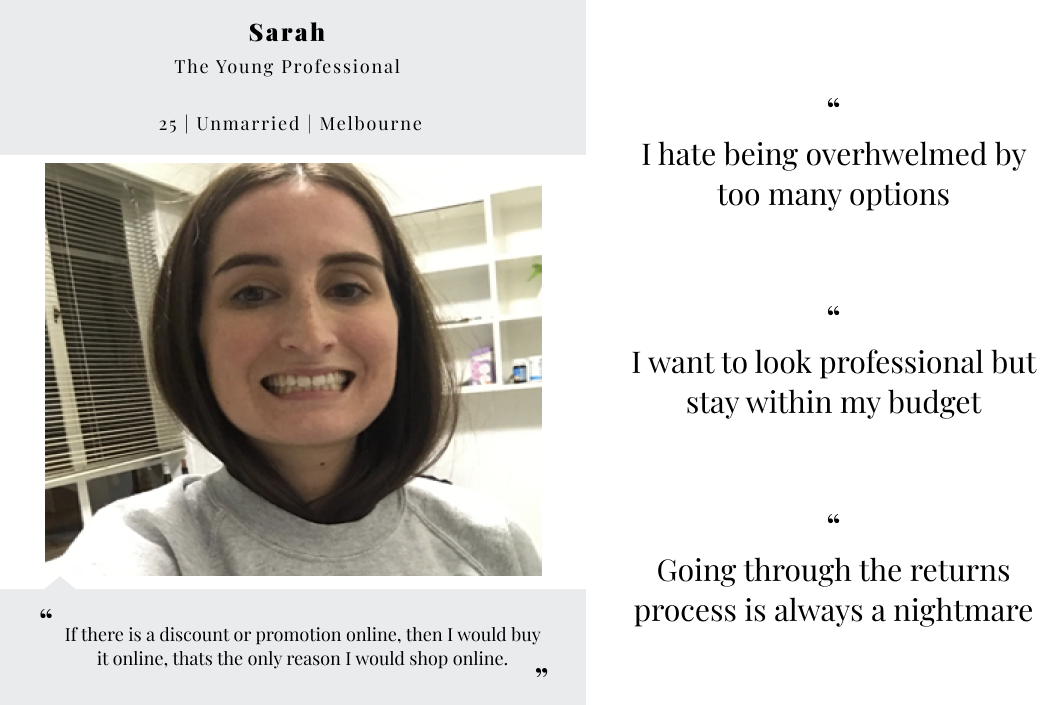 Sarah
The Young Professional
25 | Unmarried | Melbourne
“
If there is a discount or promotion online, then I would buy
it online, thats the only reason I would shop online.
”
“
I hate being overhwelmed by
too many options
“
I want to look professional but
stay within my budget
“
Going through the returns
process is always a nightmare